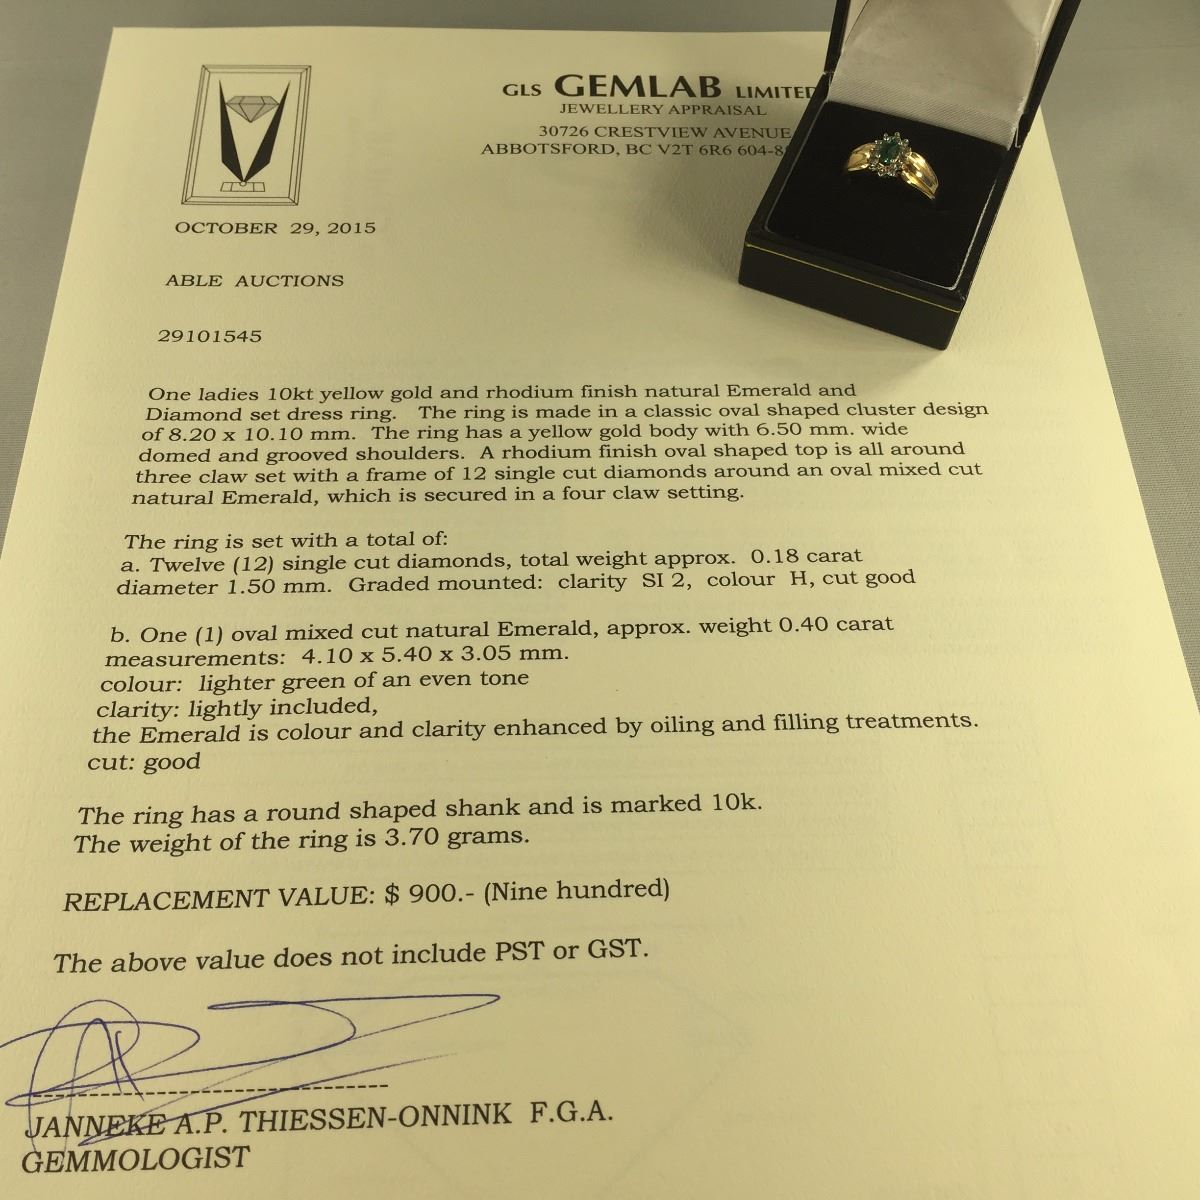 GLS GEMLAB LIMITED
JEWELLERY APPRAISAL
30726 CRESTVIEW AVENUE
ABBOTSFORD, BC V2T 6R6 604-8
OCTOBER 29, 2015
ABLE AUCTIONS
29101545
One ladies 10kt yellow gold and rhodium finish natural Emerald and
Diamond set dress ring. The ring is made in a classic oval shaped cluster design
of 8.20 x 10.10 mm. The ring has a yellow gold body with 6.50 mm. wide
domed and grooved shoulders. A rhodium finish oval shaped top is all around
three claw set with a frame of 12 single cut diamonds around an oval mixed cut
natural Emerald, which is secured in a four claw setting.
The ring is set with a total of:
a. Twelve (12) single cut diamonds, total weight approx. 0.18 carat
diameter 1.50 mm. Graded mounted: clarity SI 2, colour H, cut good
b. One (1) oval mixed cut natural Emerald, approx. weight 0.40 carat
measurements: 4.10 x 5.40 x 3.05 mm.
colour: lighter green of an even tone
clarity: lightly included,
the Emerald is colour and clarity enhanced by oiling and filling treatments.
cut: good
The ring has a round shaped shank and is marked 10k.
The weight of the ring is 3.70 grams.
REPLACEMENT VALUE: $ 900.- (Nine hundred)
The above value does not include PST or GST.
JANNEKE A.P. THIESSEN-ONNINK F.G.A.
GEMMOLOGIST